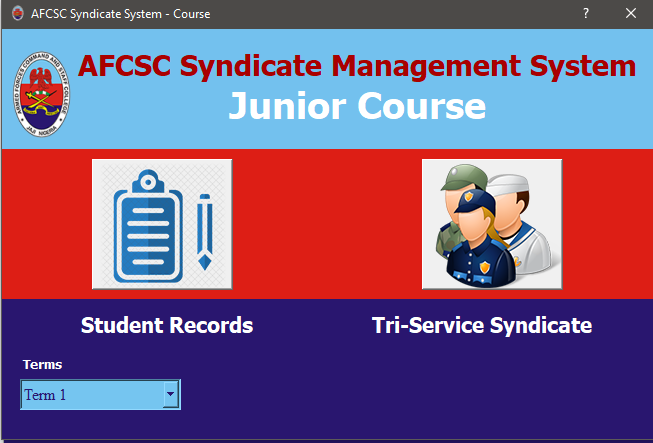 AFCSC Syndicate System - Course
?
AFCSC Syndicate Management System
Junior Course
ARMED FORCES COMMAND AND STAFF COLLEGE
JAJI NIGERIA
Student Records
Tri-Service Syndicate
Terms
Term 1